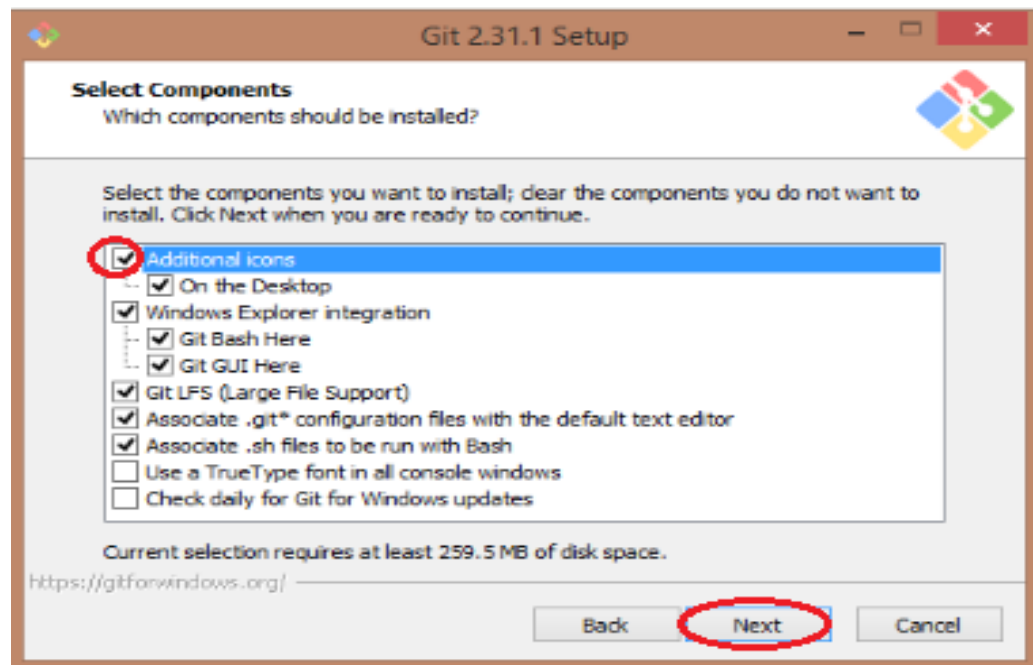 Git 2.31.1 Setup
Select Components
Which components should be installed?
Select the components you want to install; clear the components you do not want to
install. Click Next when you are ready to continue.
Additional icons
On the Desktop
Windows Explorer integration
Git Bash Here
Git GUI Here
Git LFS (Large File Support)
Associate .git* configuration files with the default text editor
Associate .sh files to be run with Bash
Use a TrueType font in all console windows
Check daily for Git for Windows updates
Current selection requires at least 259.5 MB of disk space.
https://gitforwindows.org/
Back Next Cancel